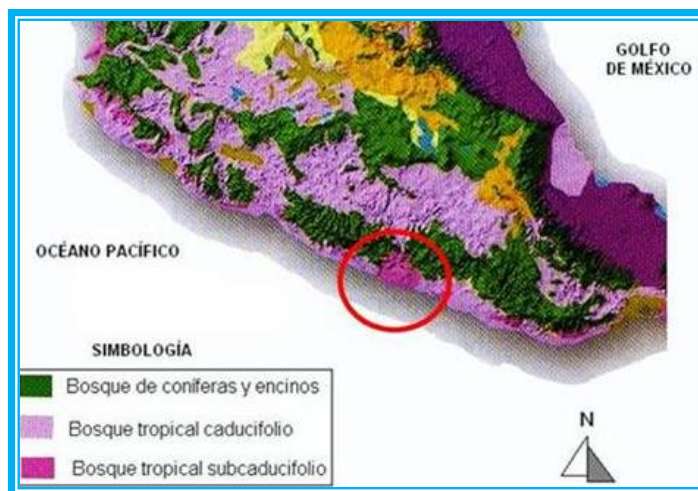 GOLFO
DE MÉXICO
OCÉANO PACÍFICO
SIMBOLOGÍA
Bosque de coníferas y encinos
Bosque tropical caducifolio
Bosque tropical subcaducifolio
N